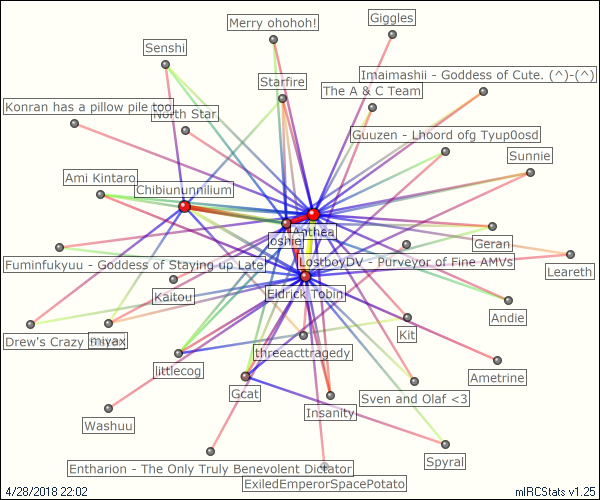 Merry ohohoh!
Giggles
Senshi
Starfire
Imaimashii - Goddess of Cute. (^)-(^)
The A & C Team
Konran has a pillow pile too
North Star
Guuzen - Lhoord ofg Tyup0osd
Sunnie
Ami Kintaro
Chibiununnilium
Anthea
Joshie
Geran
Fuminfukyuu - Goddess of Staying up Late
LostboyDV - Purveyor of Fine AMVs
Leareth
Kaitou
Eldrick Tobin
Andie
Drew's Crazy
miyax
Kit
threeacttragedy
littlecog
Ametrine
Gcat
Insanity
Sven and Olaf <3
Washuu
Spyral
Entharion - The Only Truly Benevolent Dictator
ExiledEmperorSpacePotato
4/28/2018 22:02
mIRCStats v1.25